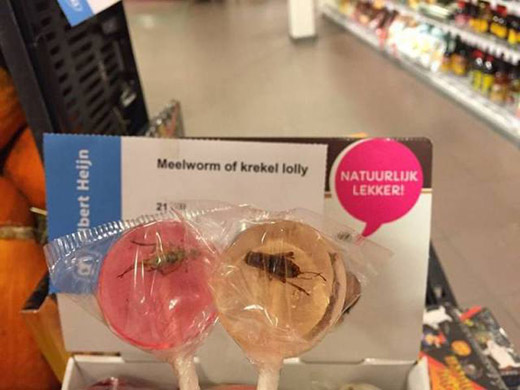 bert Heijn
Meelworm of krekel lolly
NATUURLIJK
LEKKER!